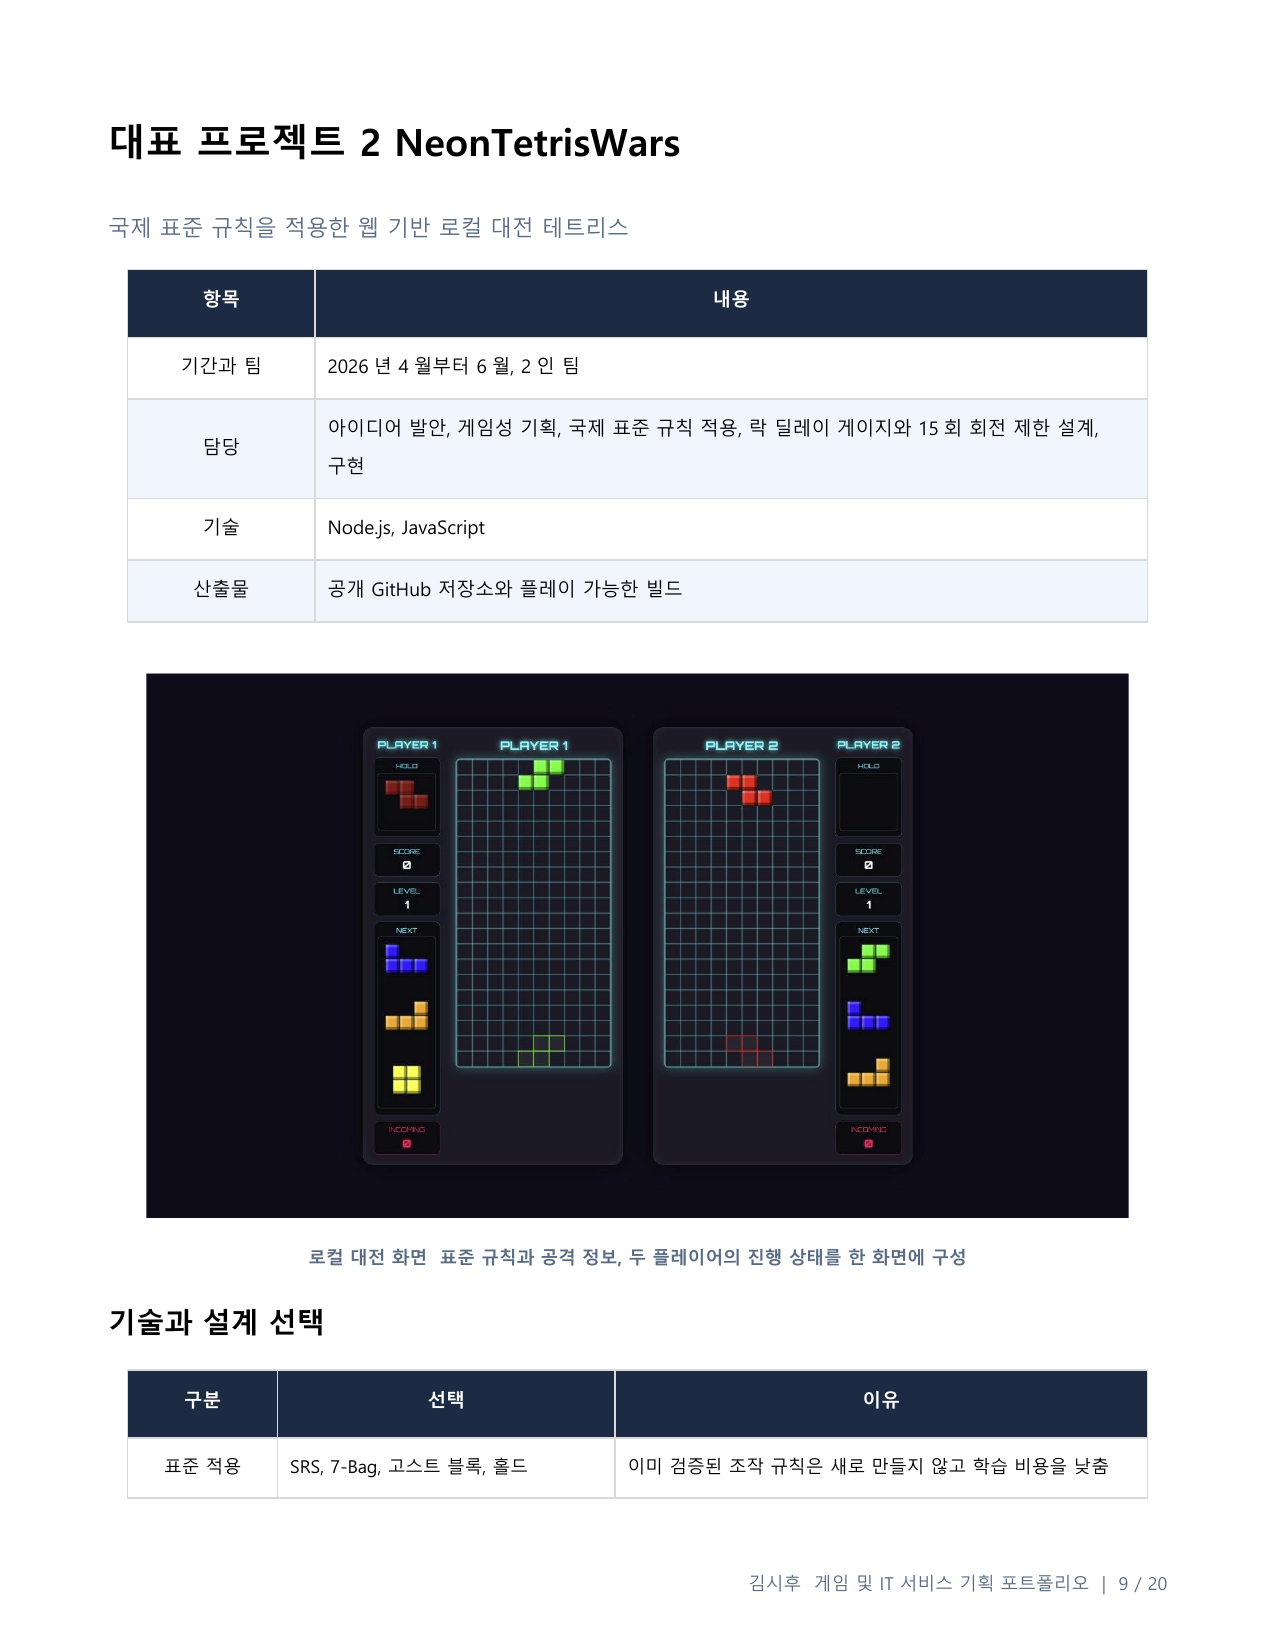 대표 프로젝트 2 NeonTetrisWars
국제 표준 규칙을 적용한 웹 기반 로컬 대전 테트리스
항목 내용
기간과 팀 2026 년 4 월부터 6 월, 2 인 팀
담당 아이디어 발안, 게임성 기획, 국제 표준 규칙 적용, 락 딜레이 게이지와 15 회 회전 제한 설계,
구현
기술 Node.js, JavaScript
산출물 공개 GitHub 저장소와 플레이 가능한 빌드
PLAYER 1 PLAYER 1 PLAYER 2 PLAYER 2
HOLD HOLD
SCORE SCORE
0 0
LEVEL LEVEL
1 1
NEXT NEXT
INCOMING INCOMING
0 0
로컬 대전 화면 표준 규칙과 공격 정보, 두 플레이어의 진행 상태를 한 화면에 구성
기술과 설계 선택
구분 선택 이유
표준 적용 SRS, 7-Bag, 고스트 블록, 홀드 이미 검증된 조작 규칙은 새로 만들지 않고 학습 비용을 낮춤
김시후 게임 및 IT 서비스 기획 포트폴리오 | 9 / 20